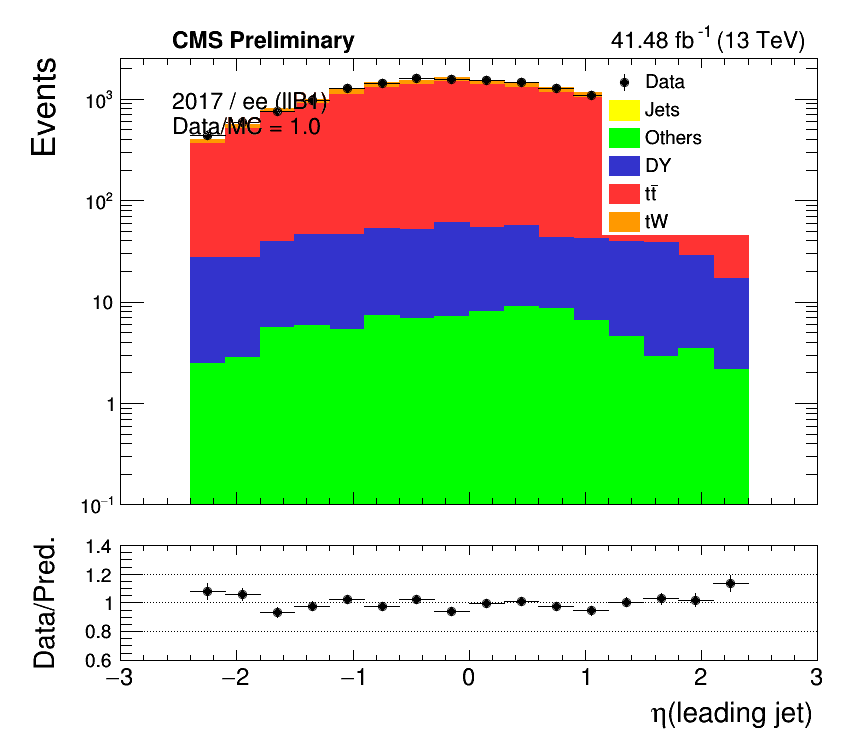 CMS Preliminary
41.48 fb⁻¹ (13 TeV)
Events
2017 / ee (IIB1)
Data/MC = 1.0
Data
Jets
Others
DY
tt̄
tW
10³
10²
10
1
10⁻¹
Data/Pred.
1.4
1.2
1
0.8
0.6
−3 −2 −1 0 1 2 3
η(leading jet)